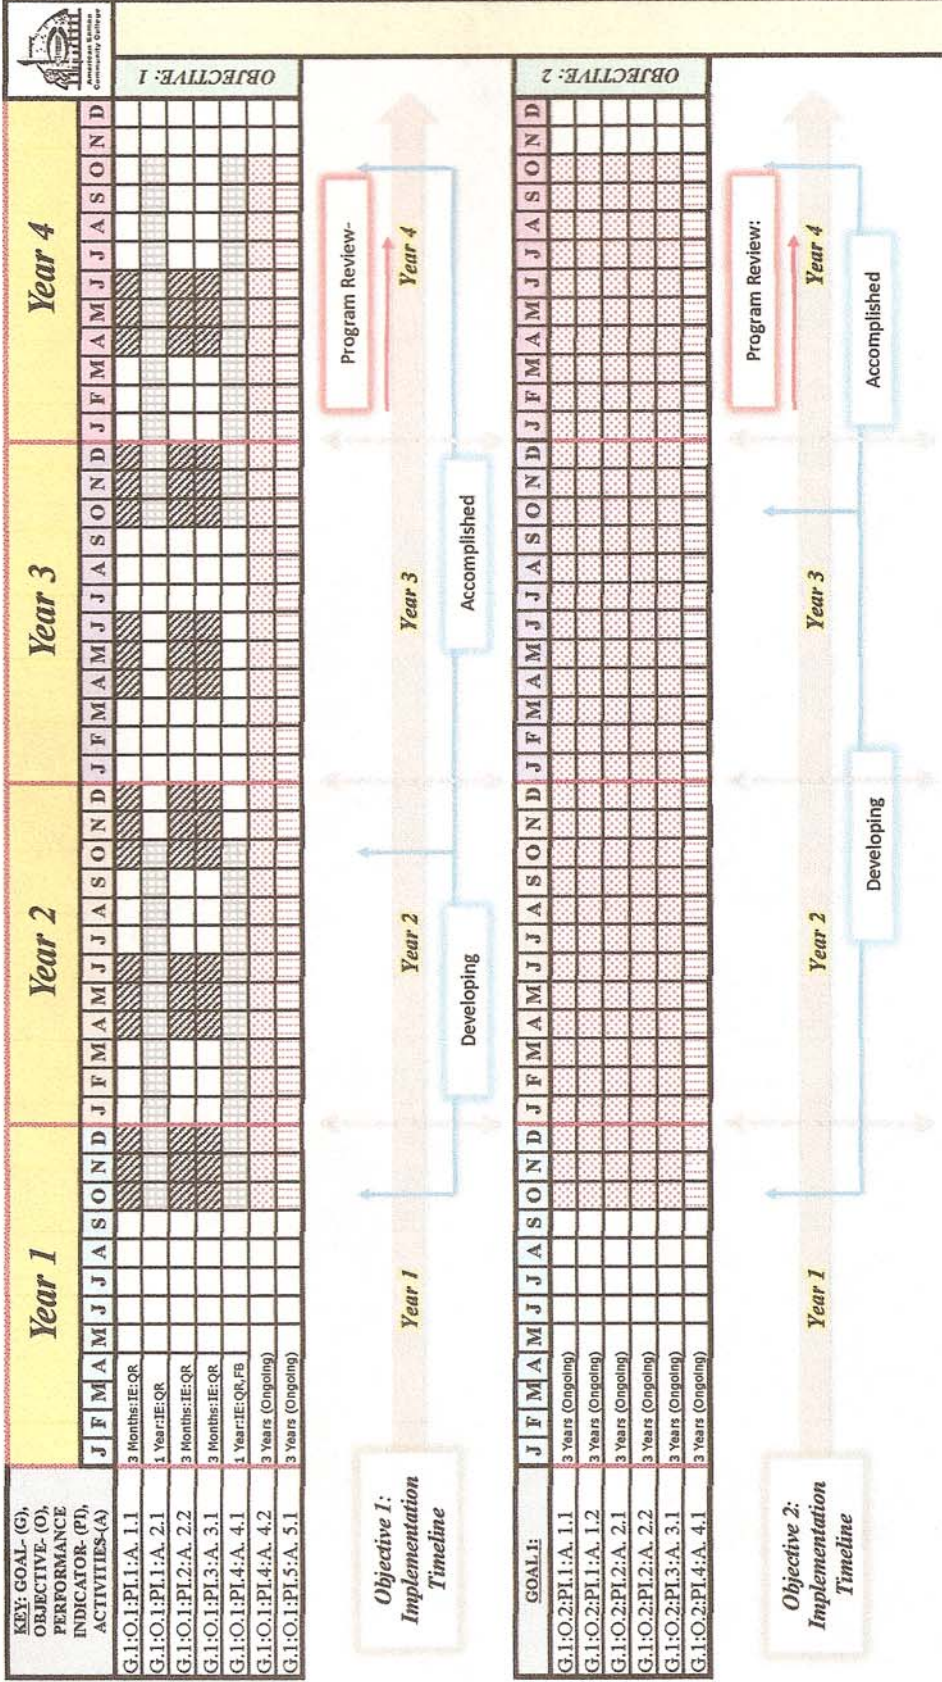 KEY: GOAL- (G),
OBJECTIVE- (O),
PERFORMANCE
INDICATOR- (PI),
ACTIVITIES-(A)
Year 1
Year 2
Year 3
Year 4
American Samoa
Community College
J F M A M J J A S O N D J F M A M J J A S O N D J F M A M J J A S O N D J F M A M J J A S O N D
G.1:O.1:PI.1:A. 1.1 3 Months:IE:QR
G.1:O.1:PI.1:A. 2.1 1 Year:IE:QR
G.1:O.1:PI.2:A. 2.2 3 Months:IE:QR
G.1:O.1:PI.3:A. 3.1 3 Months:IE:QR
G.1:O.1:PI.4:A. 4.1 1 Year:IE:QR,FB
G.1:O.1:PI.4:A. 4.2 3 Years (Ongoing)
G.1:O.1:PI.5:A. 5.1 3 Years (Ongoing)
OBJECTIVE: 1
Objective 1:
Implementation
Timeline
Program Review-
Year 1
Year 2
Year 3
Year 4
Developing
Accomplished
GOAL 1:
J F M A M J J A S O N D J F M A M J J A S O N D J F M A M J J A S O N D J F M A M J J A S O N D
G.1:O.2:PI.1:A. 1.1 3 Years (Ongoing)
G.1:O.2:PI.1:A. 1.2 3 Years (Ongoing)
G.1:O.2:PI.2:A. 2.1 3 Years (Ongoing)
G.1:O.2:PI.2:A. 2.2 3 Years (Ongoing)
G.1:O.2:PI.3:A. 3.1 3 Years (Ongoing)
G.1:O.2:PI.4:A. 4.1 3 Years (Ongoing)
OBJECTIVE: 2
Objective 2:
Implementation
Timeline
Program Review:
Year 1
Year 2
Year 3
Year 4
Developing
Accomplished